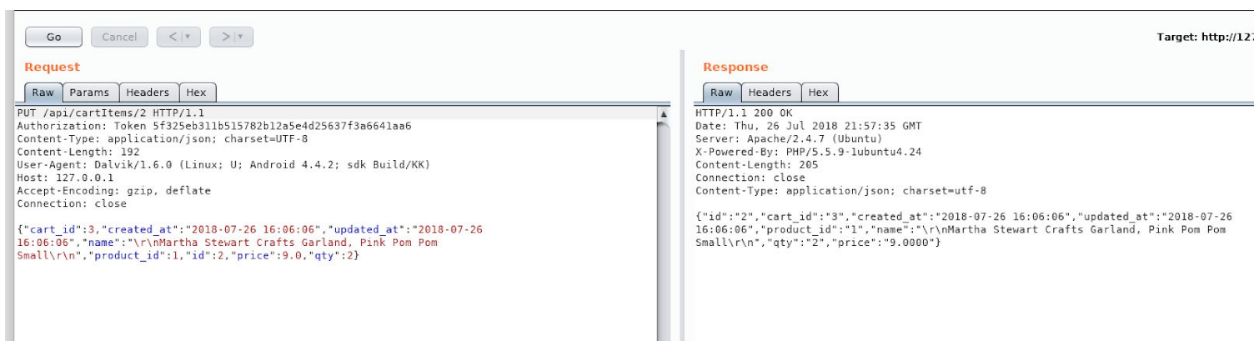 Go Cancel < >
Target: http://12
Request
Raw Params Headers Hex
PUT /api/cartItems/2 HTTP/1.1
Authorization: Token 5f325eb311b515782b12a5e4d25637f3a6641aa6
Content-Type: application/json; charset=UTF-8
Content-Length: 192
User-Agent: Dalvik/1.6.0 (Linux; U; Android 4.4.2; sdk Build/KK)
Host: 127.0.0.1
Accept-Encoding: gzip, deflate
Connection: close
{"cart_id":3,"created_at":"2018-07-26 16:06:06","updated_at":"2018-07-26
16:06:06","name":"\r\nMartha Stewart Crafts Garland, Pink Pom Pom
Small\r\n","product_id":1,"id":2,"price":9.0,"qty":2}
Response
Raw Headers Hex
HTTP/1.1 200 OK
Date: Thu, 26 Jul 2018 21:57:35 GMT
Server: Apache/2.4.7 (Ubuntu)
X-Powered-By: PHP/5.5.9-1ubuntu4.24
Content-Length: 205
Connection: close
Content-Type: application/json; charset=utf-8
{"id":"2","cart_id":"3","created_at":"2018-07-26 16:06:06","updated_at":"2018-07-26
16:06:06","product_id":"1","name":"\r\nMartha Stewart Crafts Garland, Pink Pom Pom
Small\r\n","qty":"2","price":"9.0000"}